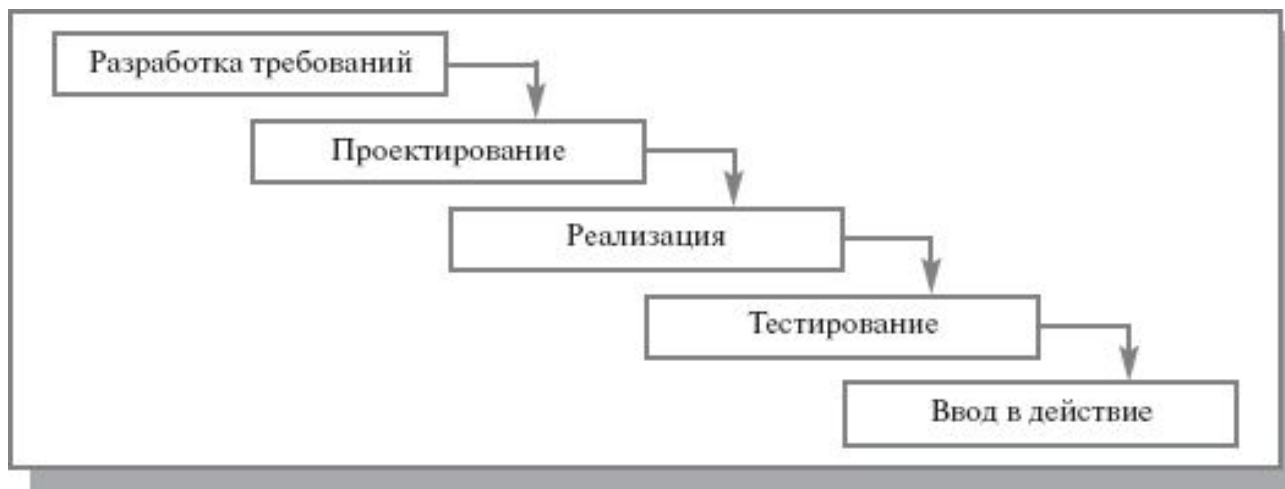 Разработка требований
Проектирование
Реализация
Тестирование
Ввод в действие